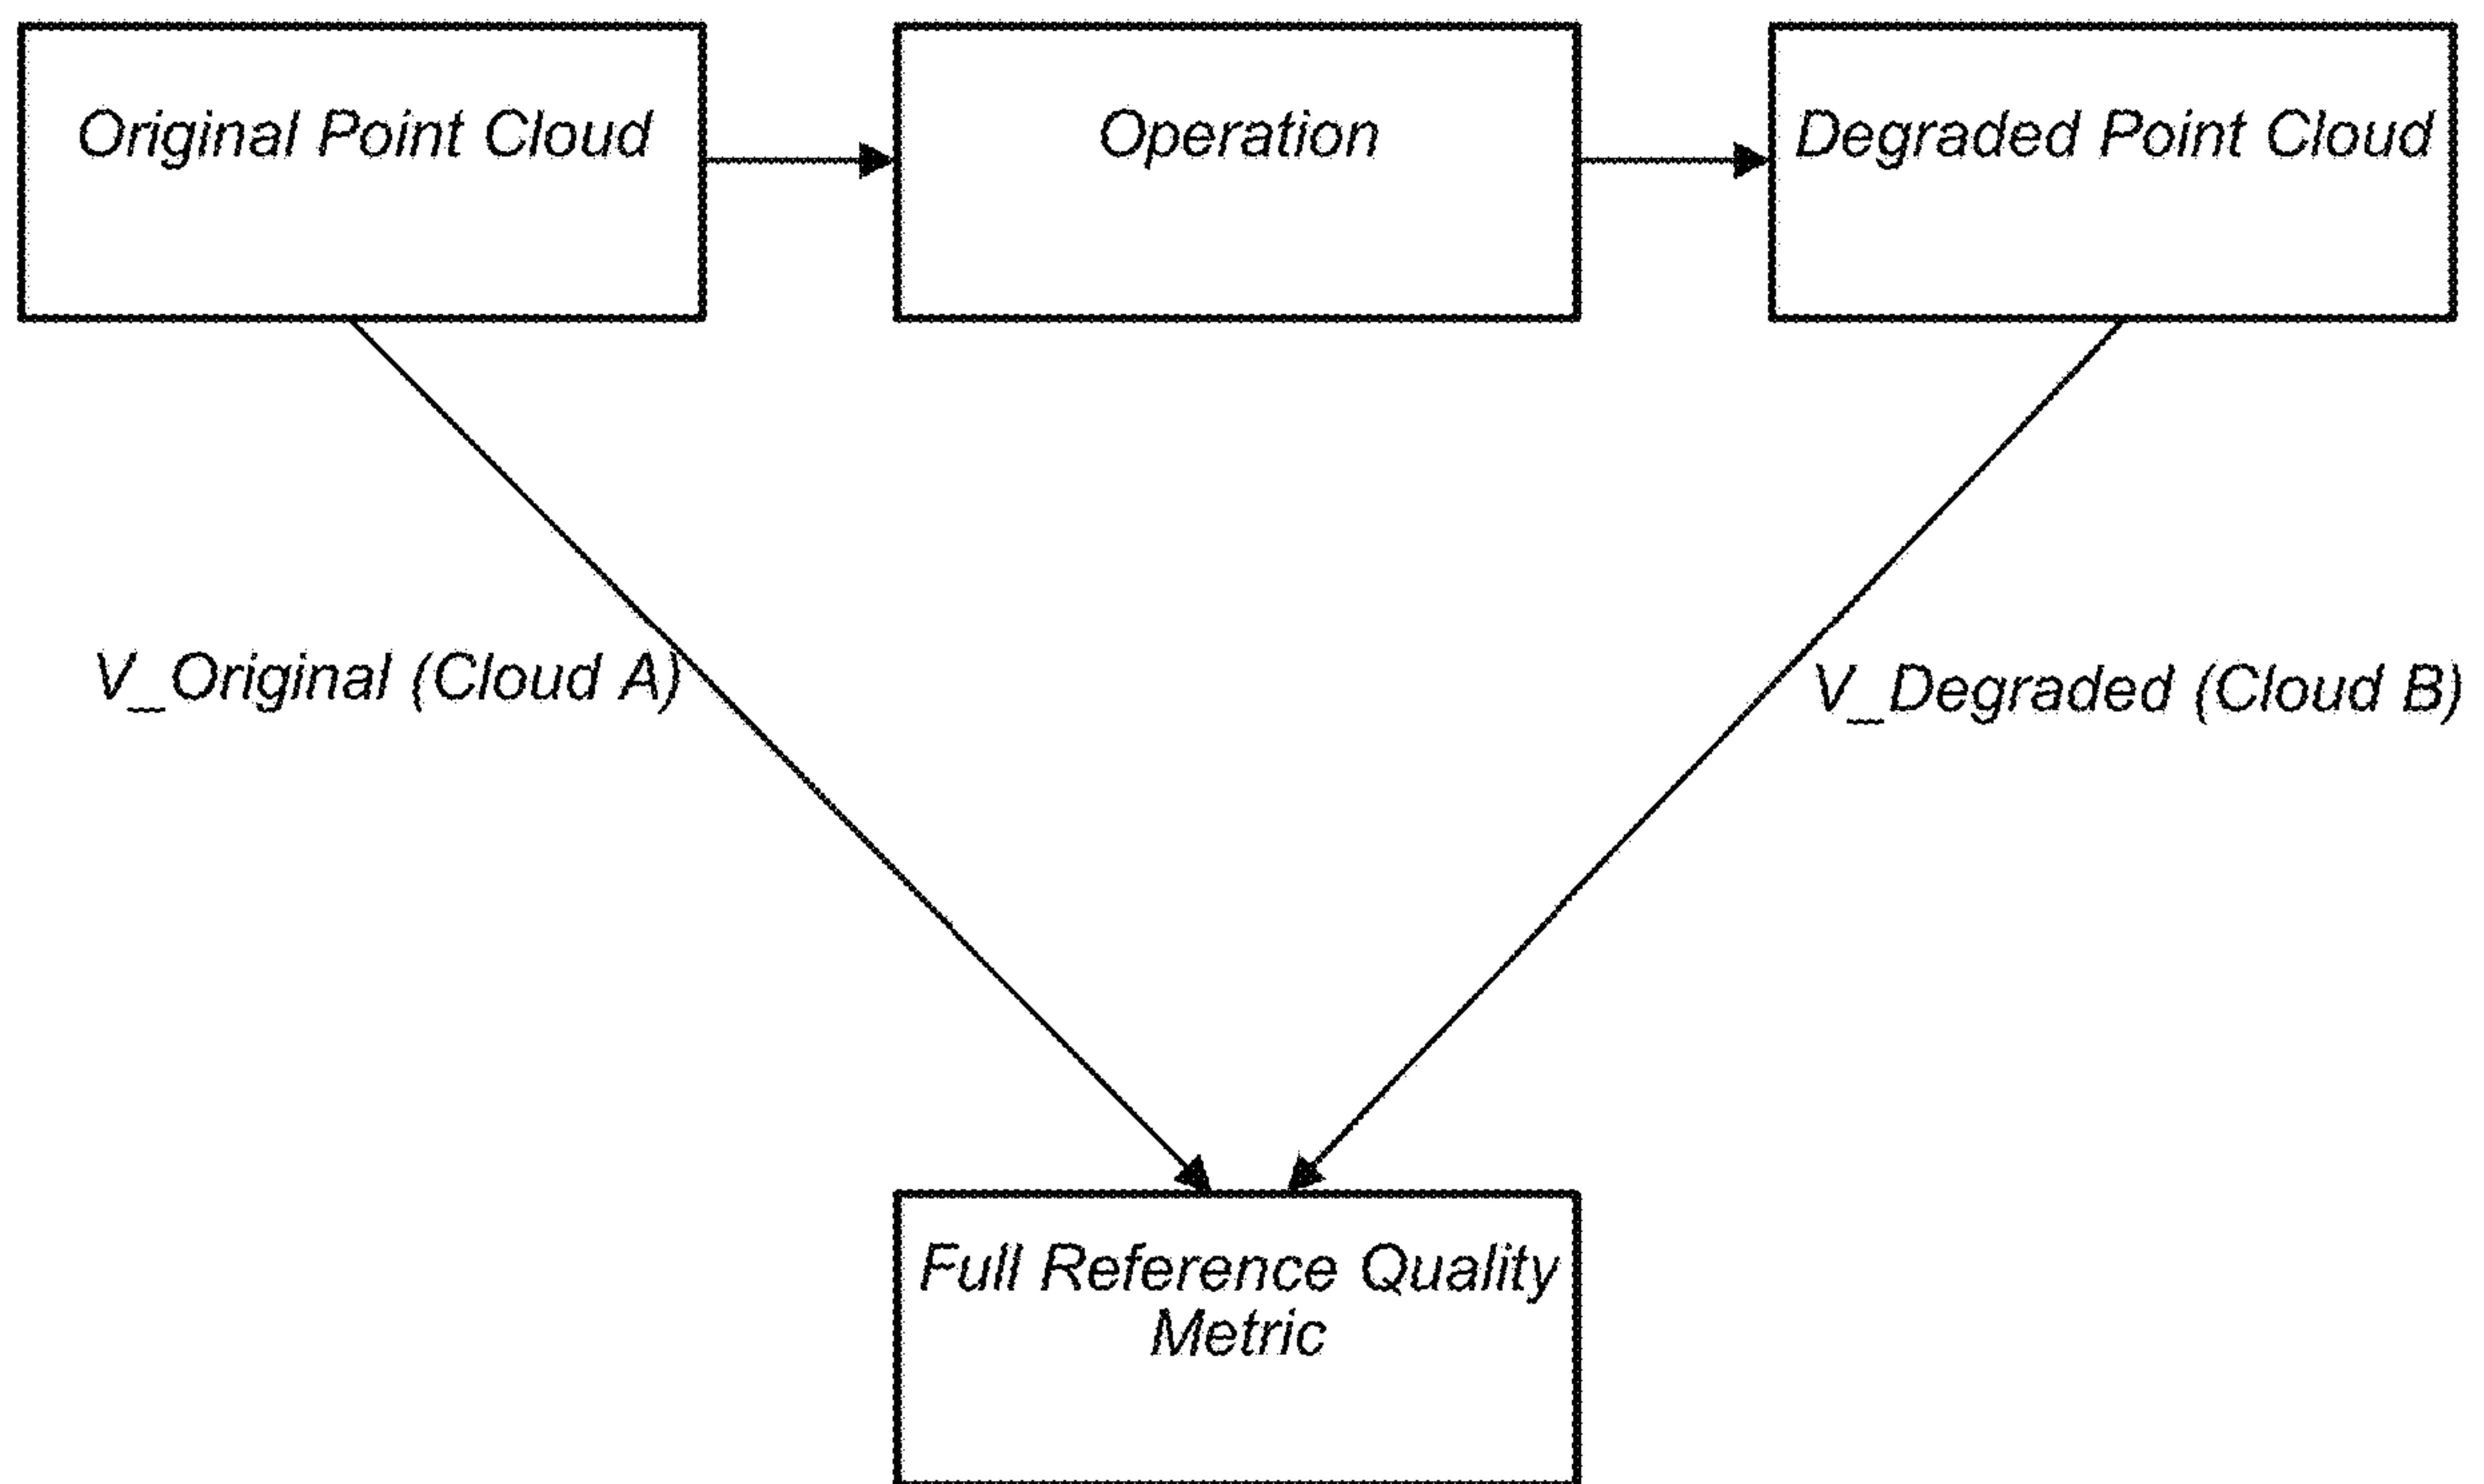 Original Point Cloud
Operation
Degraded Point Cloud
V_Original (Cloud A)
V_Degraded (Cloud B)
Full Reference Quality
Metric